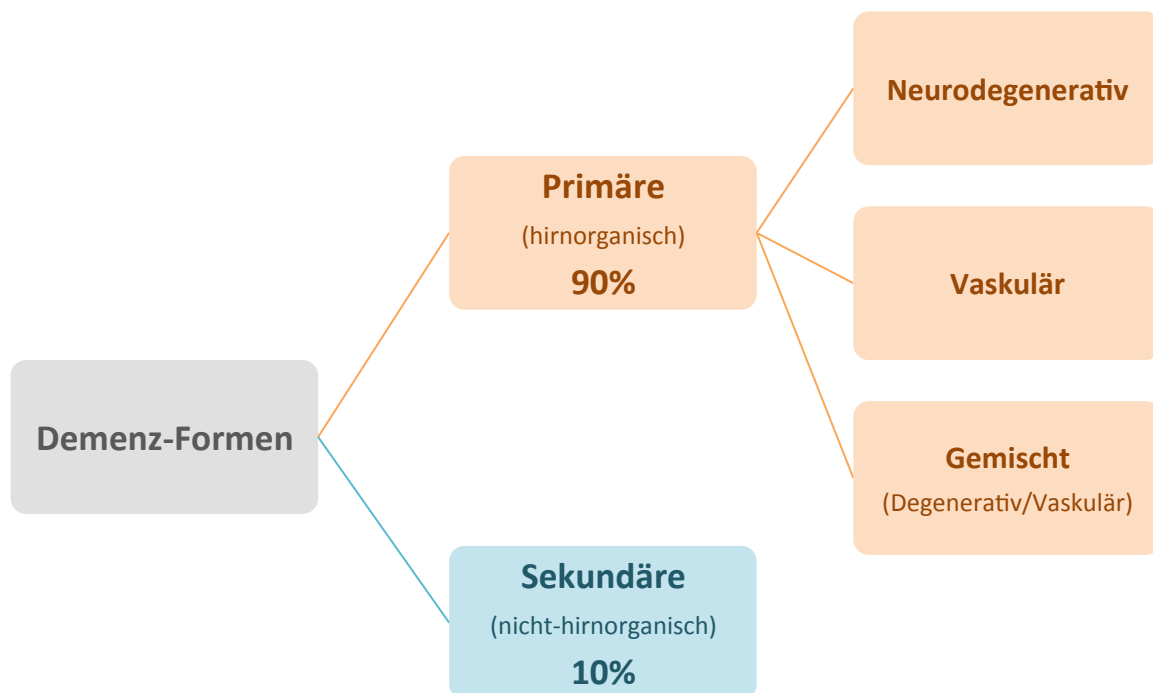 Demenz-Formen
Primäre
(hirnorganisch)
90%
Sekundäre
(nicht-hirnorganisch)
10%
Neurodegenerativ
Vaskulär
Gemischt
(Degenerativ/Vaskulär)